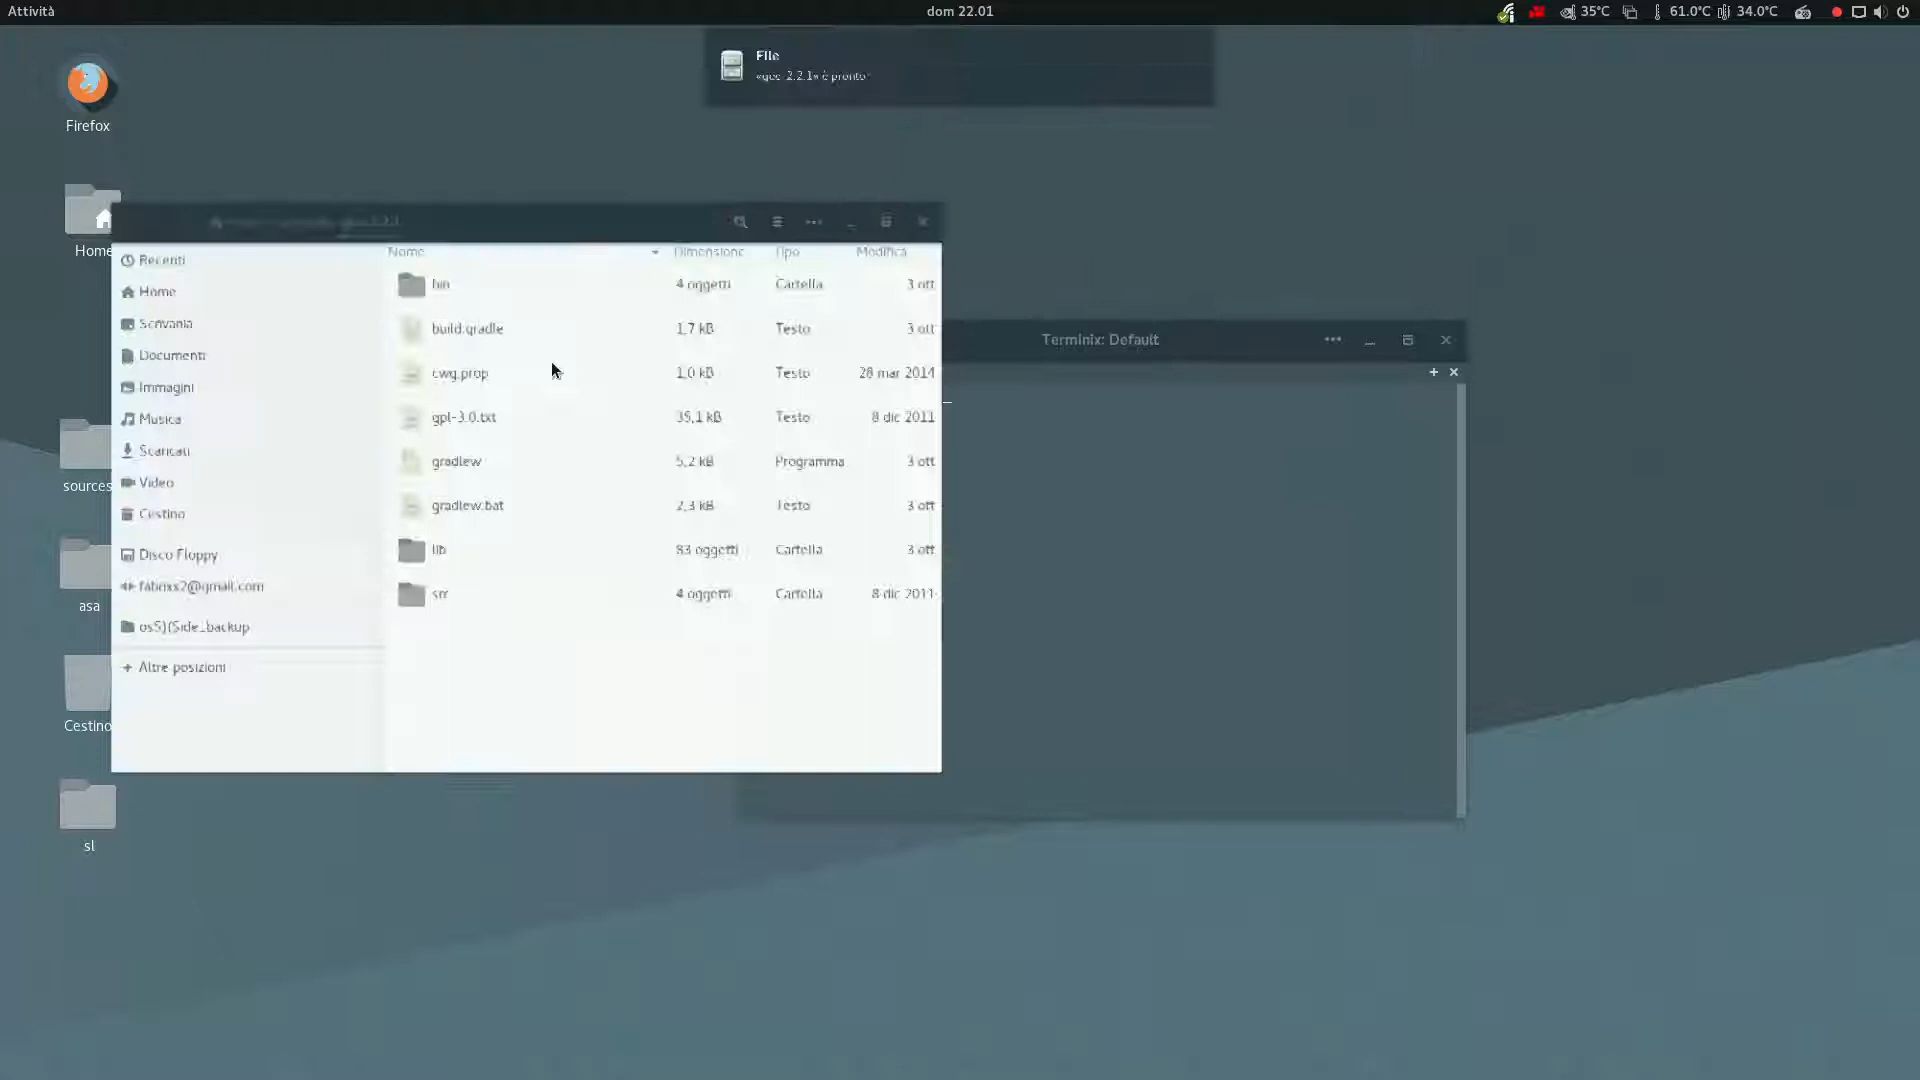 Attività
dom 22.01
35°C
61.0°C
34.0°C
File
è pronto
Firefox
Home
sources
asa
Cestino
sl
Recenti
Home
Scrivania
Documenti
Immagini
Musica
Scaricati
Video
Cestino
Disco Floppy
Altre posizioni
Nome Dimensione Tipo Modifica
bin 4 oggetti Cartella 3 ott
build.gradle 1,7 kB Testo 3 ott
cwg.prop 1,0 kB Testo 28 mar 2014
gpl-3.0.txt 35,1 kB Testo 8 dic 2011
gradlew 5,2 kB Programma 3 ott
gradlew.bat 2,3 kB Testo 3 ott
lib 83 oggetti Cartella 3 ott
src 4 oggetti Cartella 8 dic 2011
Terminix: Default